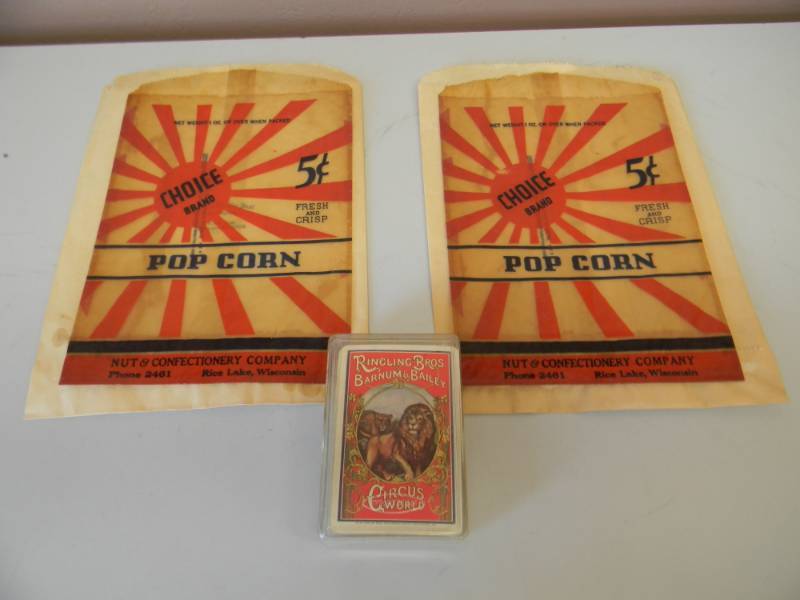 NET WEIGHT 1 OZ. OR OVER WHEN PACKED
5¢
CHOICE
BRAND
FRESH
AND
CRISP
POP CORN
NUT & CONFECTIONERY COMPANY
Phone 2461 Rice Lake, Wisconsin
NET WEIGHT 1 OZ. OR OVER WHEN PACKED
5¢
CHOICE
BRAND
FRESH
AND
CRISP
POP CORN
NUT & CONFECTIONERY COMPANY
Phone 2461 Rice Lake, Wisconsin
RINGLING BROS
BARNUM & BAILEY
CIRCUS
WORLD